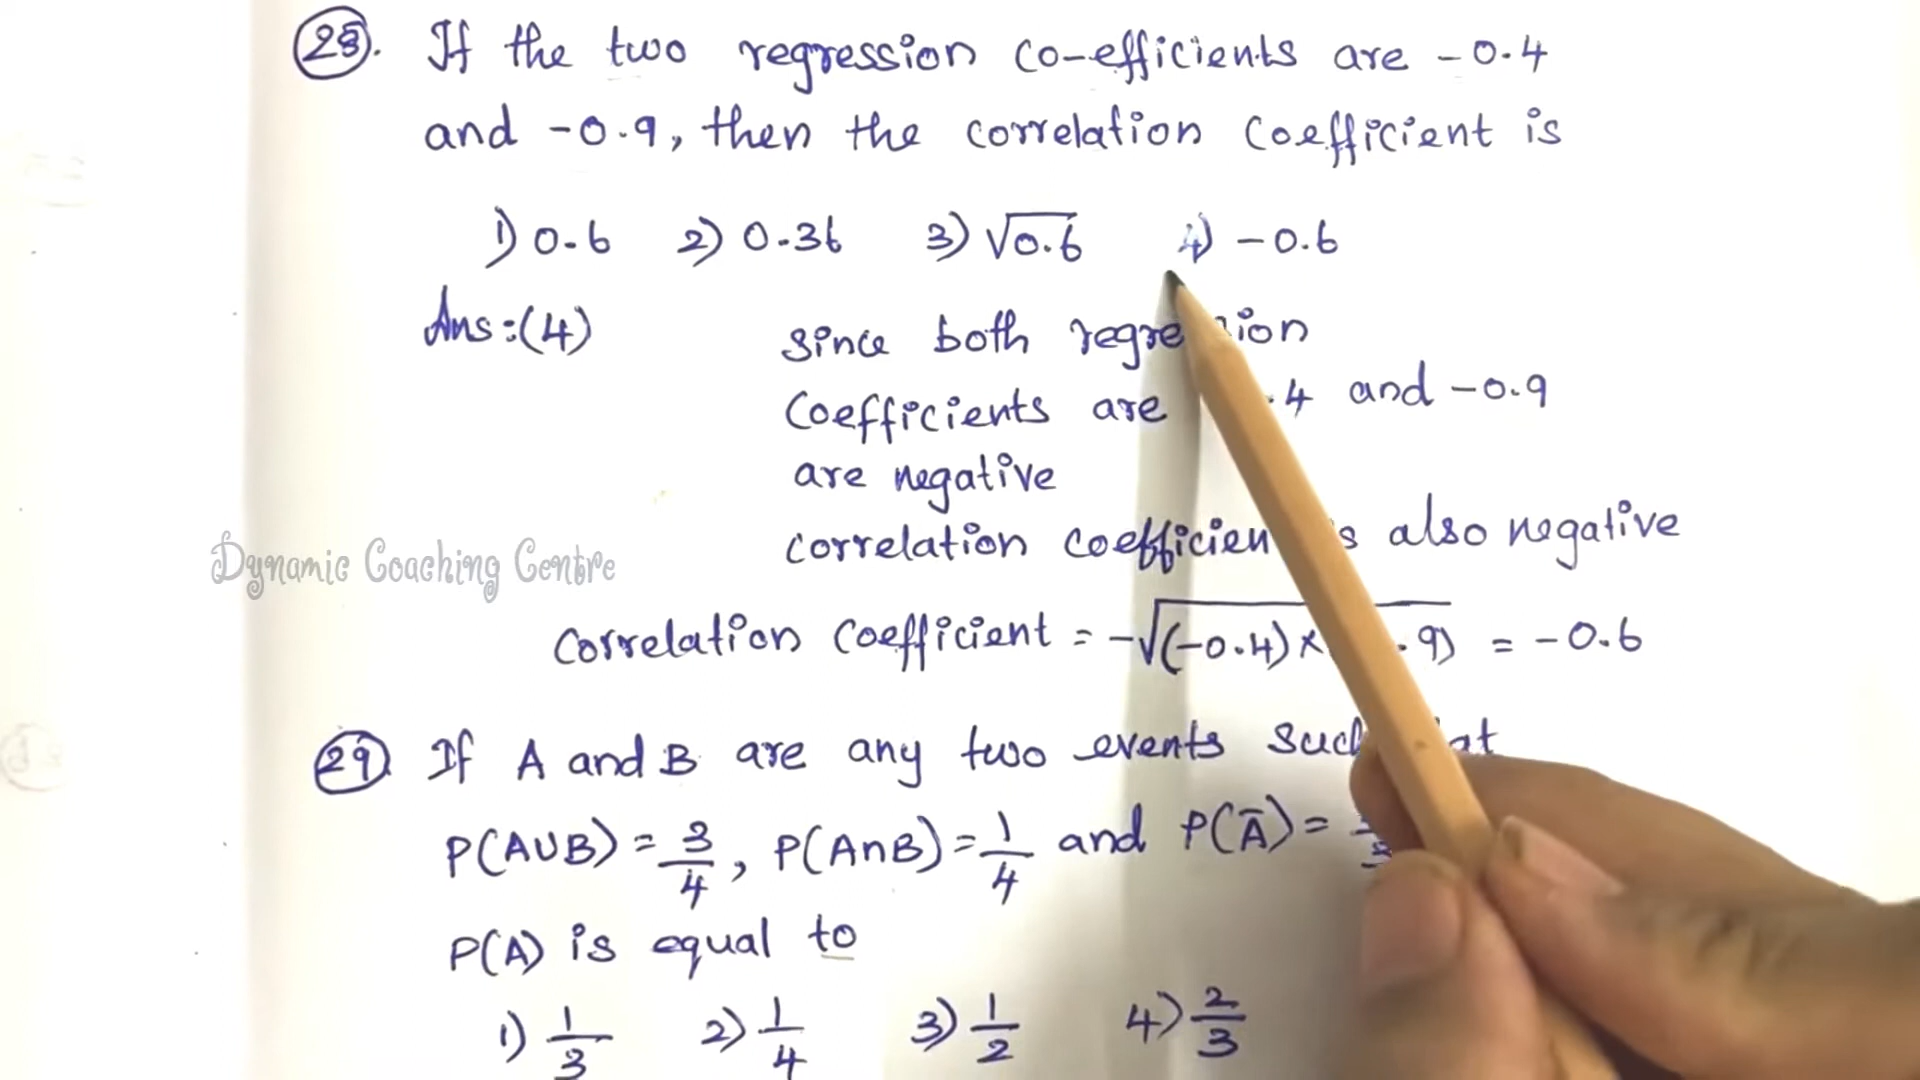 28. If the two regression co-efficients are -0.4
and -0.9, then the correlation coefficient is
1) 0.6 2) 0.36 3) √0.6 4) -0.6
Ans:(4)
since both
coefficients are .4 and -0.9
are negative
correlation also negative
Dynamic Coaching Centre
correlation coefficient = -√(-0.4)× .9) = -0.6
29 If A and B are any two events
P(A∪B) = 3/4, P(A∩B) = 1/4 and P(Ā) =
P(A) is equal to
1) 1/3 2) 1/4 3) 1/2 4) 2/3